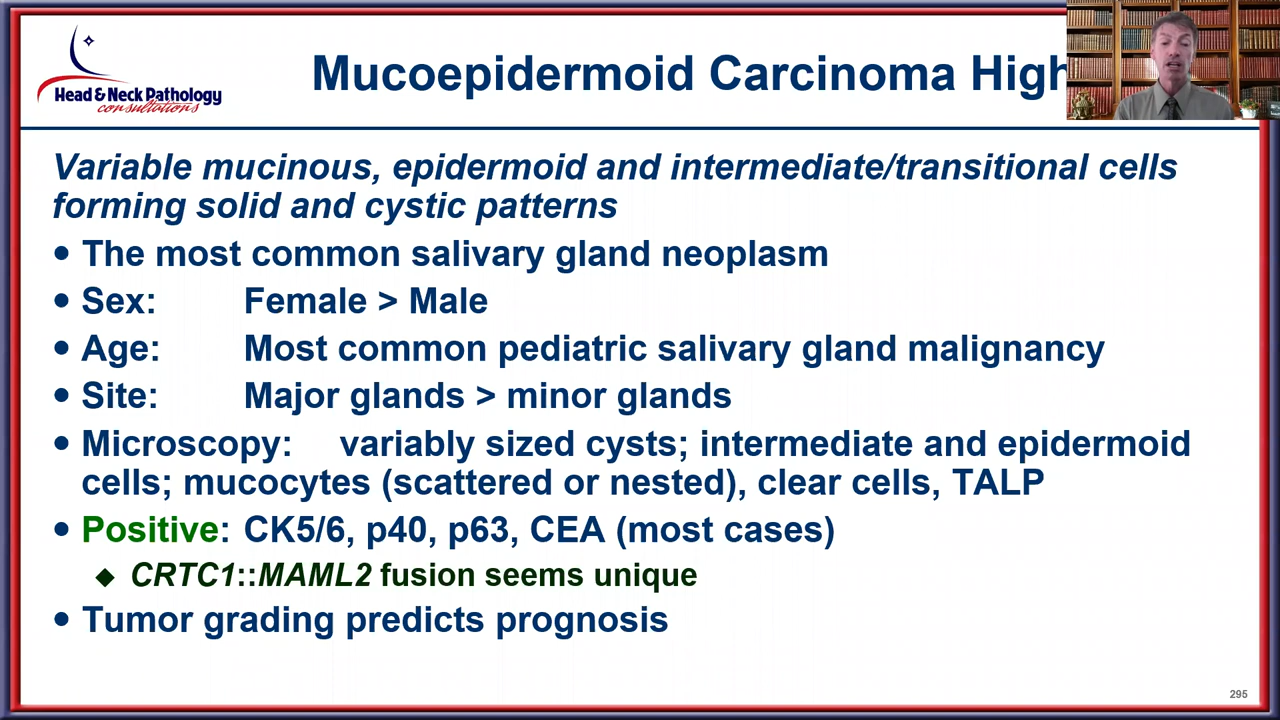 Head & Neck Pathology
consultations
Mucoepidermoid Carcinoma High
Variable mucinous, epidermoid and intermediate/transitional cells
forming solid and cystic patterns
• The most common salivary gland neoplasm
• Sex: Female > Male
• Age: Most common pediatric salivary gland malignancy
• Site: Major glands > minor glands
• Microscopy: variably sized cysts; intermediate and epidermoid
cells; mucocytes (scattered or nested), clear cells, TALP
• Positive: CK5/6, p40, p63, CEA (most cases)
◆ CRTC1::MAML2 fusion seems unique
• Tumor grading predicts prognosis
295